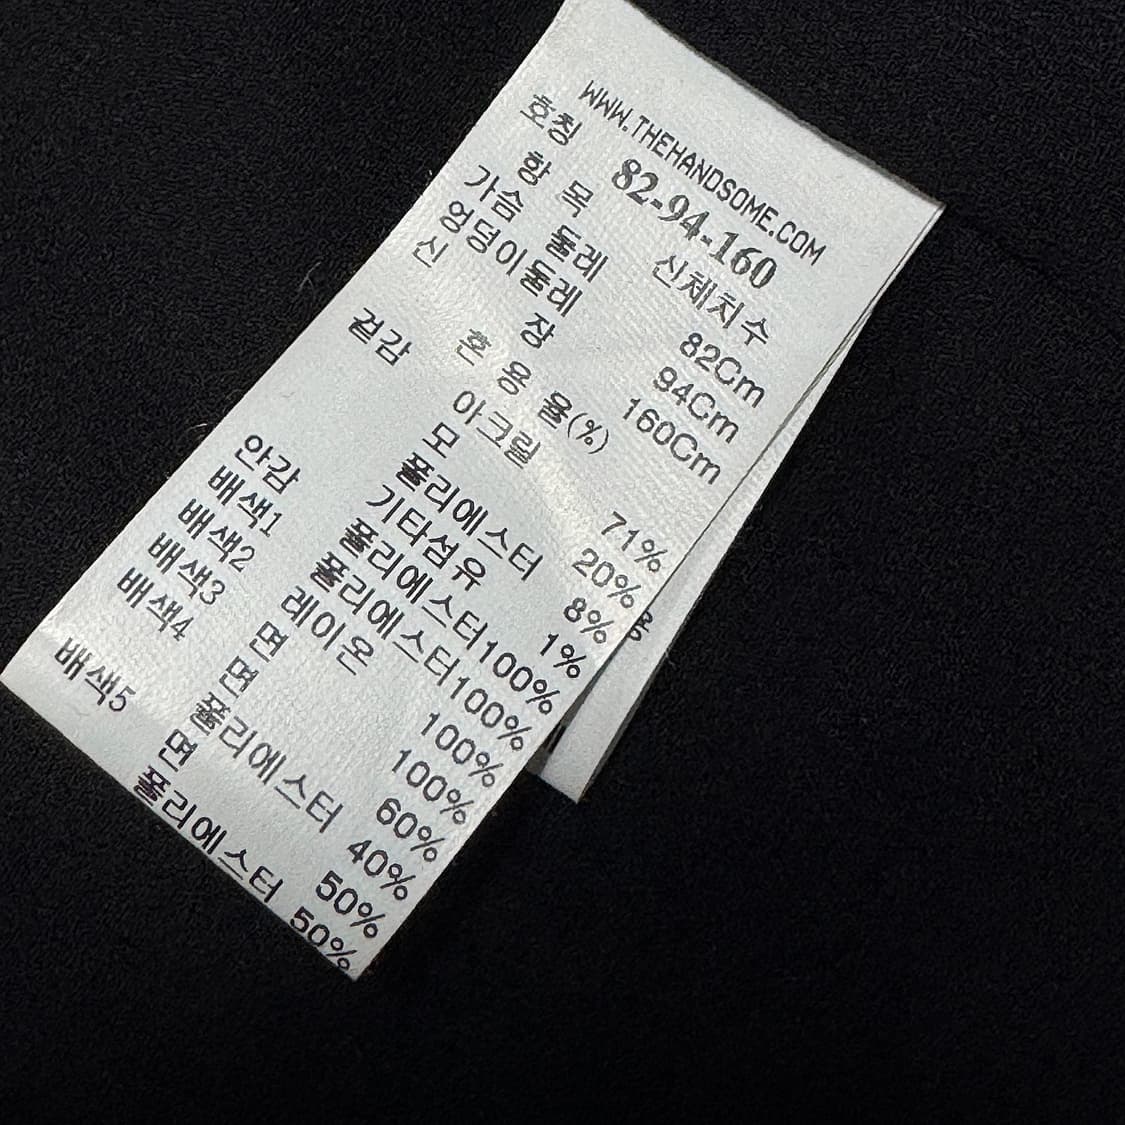 WWW.THEHANDSOME.COM
호칭 82-94-160
항 목 신체치수
가슴 둘레 82Cm
엉덩이둘레 94Cm
신 장 160Cm
혼 용 율(%)
겉감 아크릴 71%
모 20%
폴리에스터 8%
기타섬유 1%
안감 폴리에스터100%
배색1 폴리에스터100%
배색2 레이온 100%
배색3 면 100%
배색4 면 60%
폴리에스터 40%
배색5 면 50%
폴리에스터 50%
용